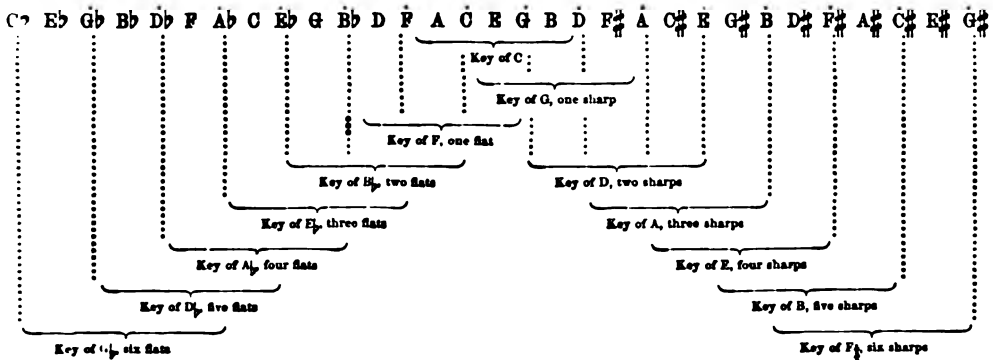 C♭ E♭ G♭ B♭ D♭ F A♭ C E♭ G B♭ D F A C E G B D F♯ A C♯ E G♯ B D♯ F♯ A♯ C♯ E♯ G♯
Key of C
Key of G, one sharp
Key of F, one flat
Key of B♭, two flats
Key of D, two sharps
Key of E♭, three flats
Key of A, three sharps
Key of A♭, four flats
Key of E, four sharps
Key of D♭, five flats
Key of B, five sharps
Key of G♭, six flats
Key of F♯, six sharps